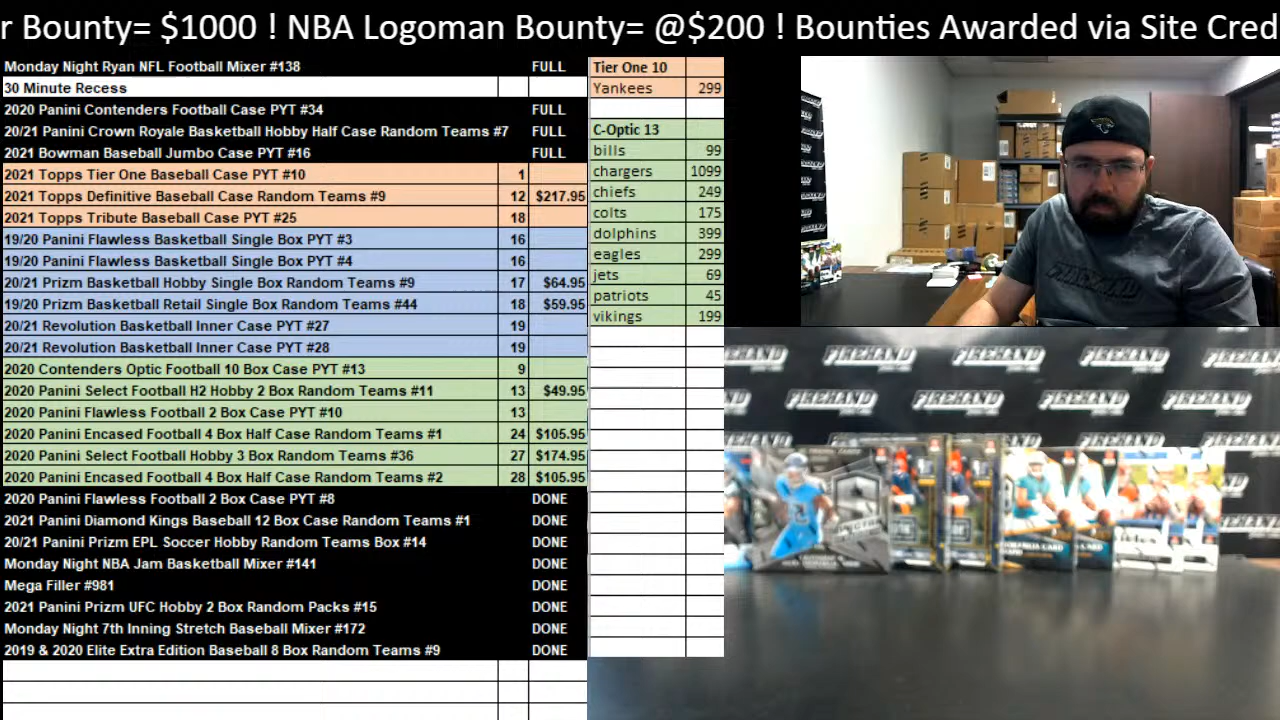 r Bounty= $1000 ! NBA Logoman Bounty= @$200 ! Bounties Awarded via Site Cred
Monday Night Ryan NFL Football Mixer #138 FULL
30 Minute Recess
2020 Panini Contenders Football Case PYT #34 FULL
20/21 Panini Crown Royale Basketball Hobby Half Case Random Teams #7 FULL
2021 Bowman Baseball Jumbo Case PYT #16 FULL
2021 Topps Tier One Baseball Case PYT #10 1
2021 Topps Definitive Baseball Case Random Teams #9 12 $217.95
2021 Topps Tribute Baseball Case PYT #25 18
19/20 Panini Flawless Basketball Single Box PYT #3 16
19/20 Panini Flawless Basketball Single Box PYT #4 16
20/21 Prizm Basketball Hobby Single Box Random Teams #9 17 $64.95
19/20 Prizm Basketball Retail Single Box Random Teams #44 18 $59.95
20/21 Revolution Basketball Inner Case PYT #27 19
20/21 Revolution Basketball Inner Case PYT #28 19
2020 Contenders Optic Football 10 Box Case PYT #13 9
2020 Panini Select Football H2 Hobby 2 Box Random Teams #11 13 $49.95
2020 Panini Flawless Football 2 Box Case PYT #10 13
2020 Panini Encased Football 4 Box Half Case Random Teams #1 24 $105.95
2020 Panini Select Football Hobby 3 Box Random Teams #36 27 $174.95
2020 Panini Encased Football 4 Box Half Case Random Teams #2 28 $105.95
2020 Panini Flawless Football 2 Box Case PYT #8 DONE
2021 Panini Diamond Kings Baseball 12 Box Case Random Teams #1 DONE
20/21 Panini Prizm EPL Soccer Hobby Random Teams Box #14 DONE
Monday Night NBA Jam Basketball Mixer #141 DONE
Mega Filler #981 DONE
2021 Panini Prizm UFC Hobby 2 Box Random Packs #15 DONE
Monday Night 7th Inning Stretch Baseball Mixer #172 DONE
2019 & 2020 Elite Extra Edition Baseball 8 Box Random Teams #9 DONE
Tier One 10
Yankees 299
C-Optic 13
bills 99
chargers 1099
chiefs 249
colts 175
dolphins 399
eagles 299
jets 69
patriots 45
vikings 199
FIREHAND FIREHAND FIREHAND FIREHAND
FIREHAND FIREHAND FIREHAND FIREHAND
SPECTRA